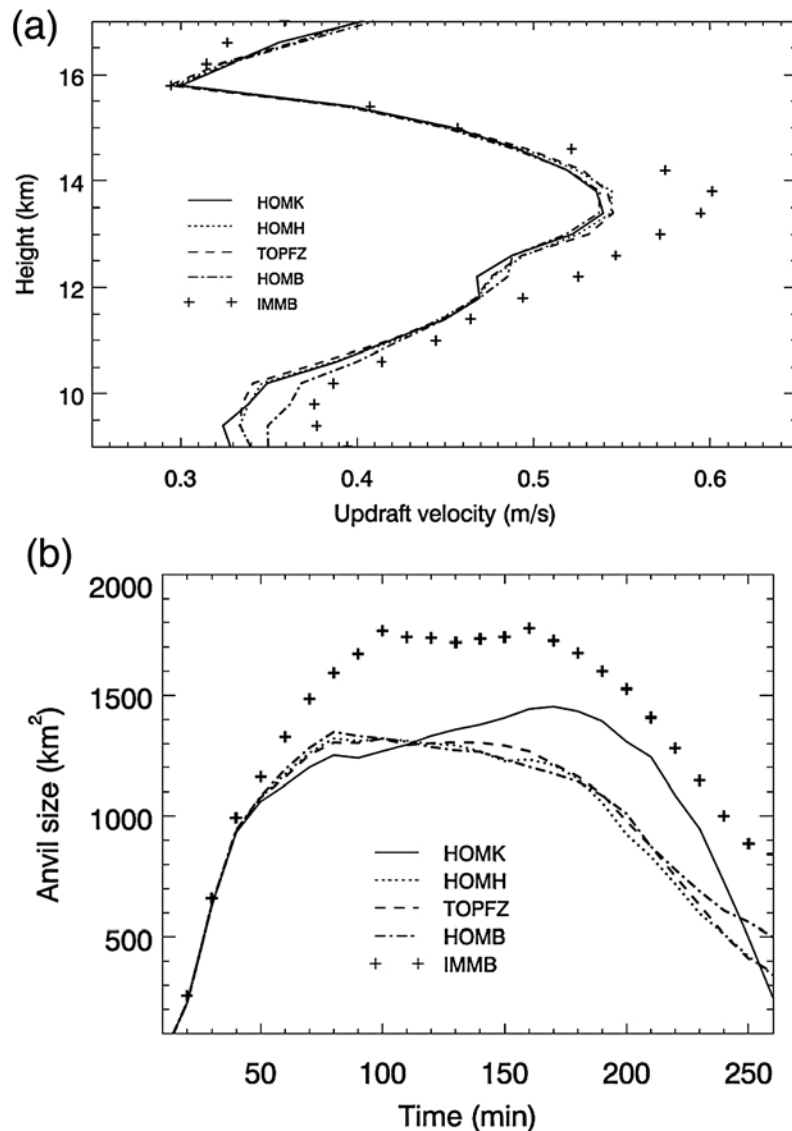 (a)
16
14
12
10
Height (km)
HOMK
HOMH
TOPFZ
HOMB
+ + IMMB
0.3 0.4 0.5 0.6
Updraft velocity (m/s)
(b)
2000
1500
1000
500
Anvil size (km²)
HOMK
HOMH
TOPFZ
HOMB
+ + IMMB
50 100 150 200 250
Time (min)